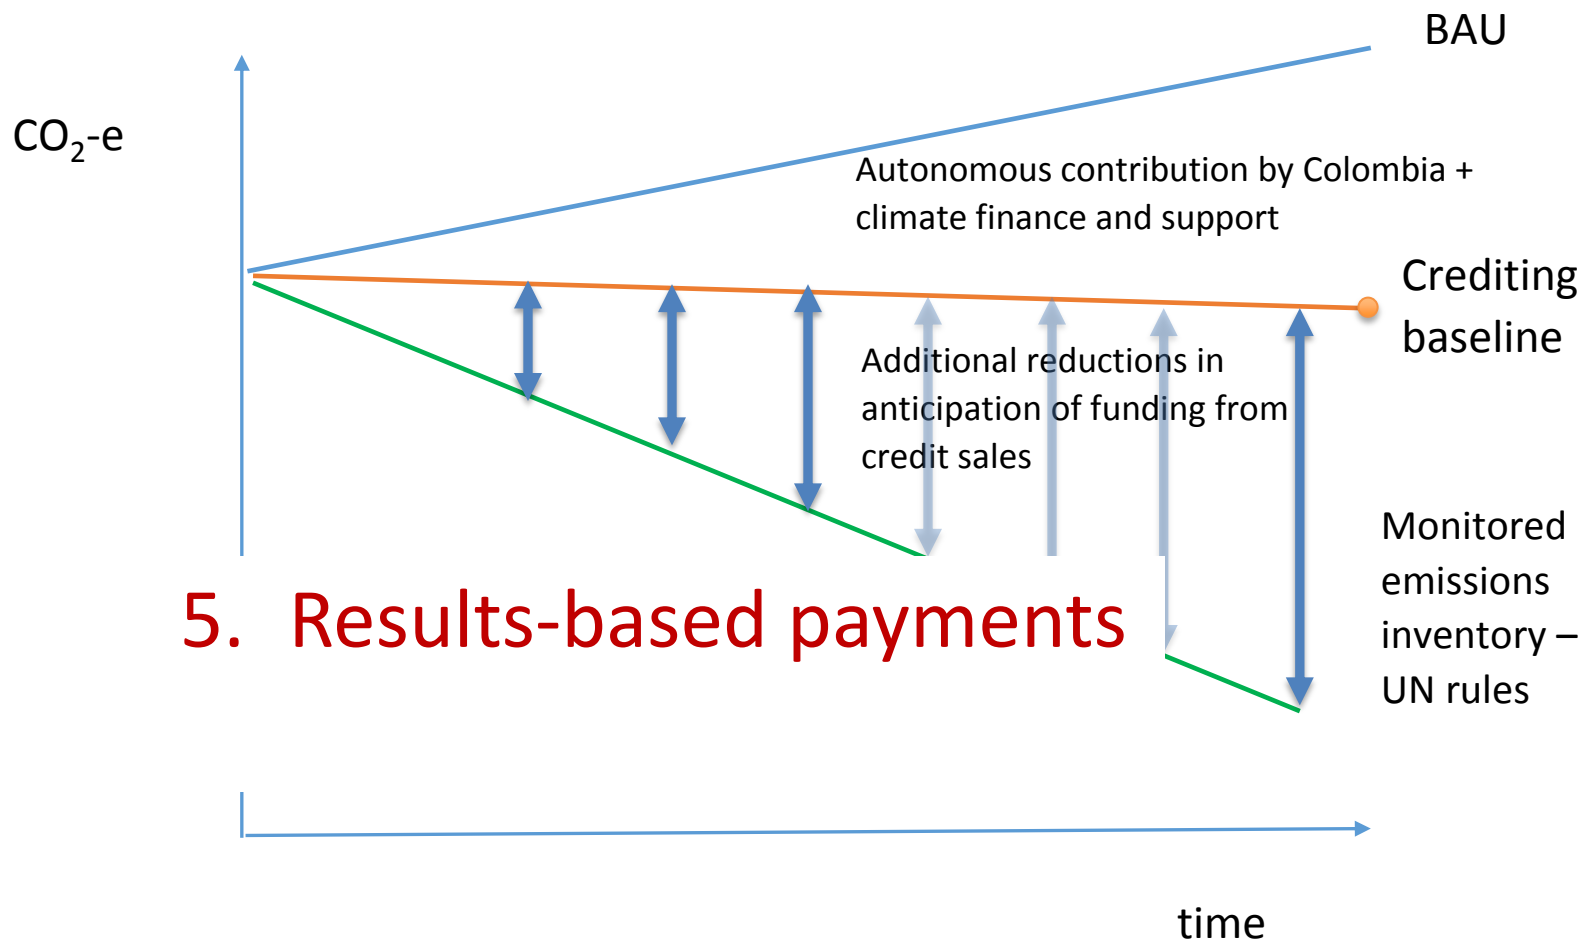 BAU
CO₂-e
Autonomous contribution by Colombia +
climate finance and support
Crediting
baseline
Additional reductions in
anticipation of funding from
credit sales
Monitored
emissions
inventory –
UN rules
5. Results-based payments
time